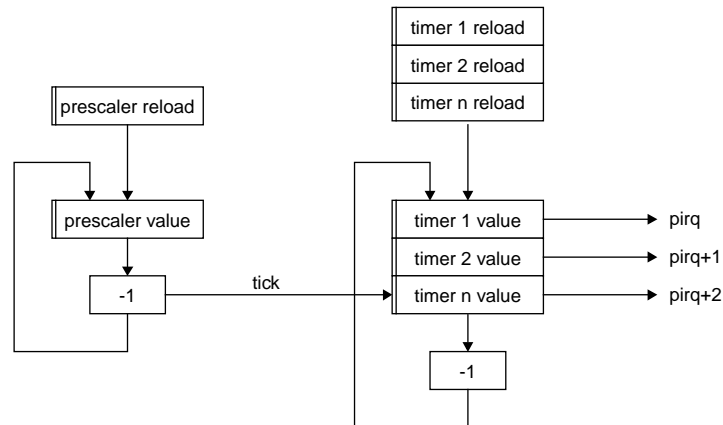 timer 1 reload
timer 2 reload
timer n reload
prescaler reload
prescaler value
-1
tick
timer 1 value
timer 2 value
timer n value
pirq
pirq+1
pirq+2
-1